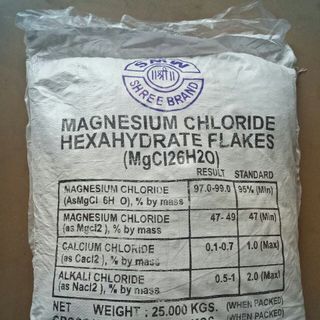 SMW
॥श्री॥
SHREE BRAND
MAGNESIUM CHLORIDE
HEXAHYDRATE FLAKES
(MgCl26H2O)
RESULT STANDARD
MAGNESIUM CHLORIDE 97.0-99.0 95% (Min)
(AsMgCl 6H O), % by mass
MAGNESIUM CHLORIDE 47- 49 47 (Min)
(as Mgcl2 ), % by mass
CALCIUM CHLORIDE 0.1-0.7 1.0 (Max)
(as Cacl2 ), % by mass
ALKALI CHLORIDE 0.5-1 2.0 (Max)
(as Nacl2 ), % by mass
NET WEIGHT : 25.000 KGS. (WHEN PACKED)